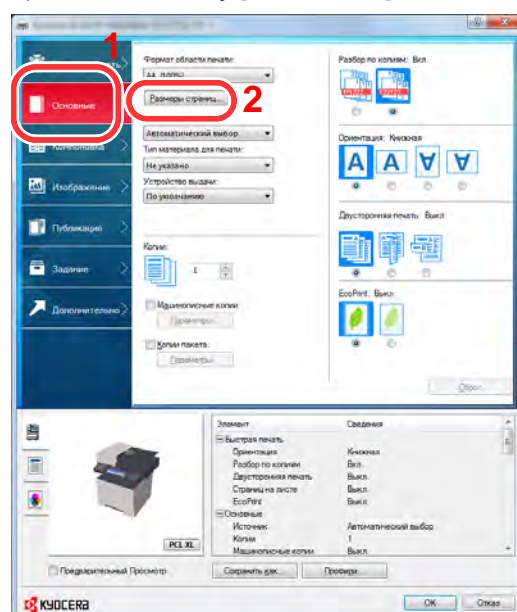 1
Основные
Компоновка
Изображение
Публикация
Задание
Дополнительно
Формат области печати:
A4 (100%)
Размеры страниц...
2
Автоматический выбор
Тип материала для печати:
Не указано
Устройство выдачи:
По умолчанию
Копии:
1
Машинописные копии
Параметры...
Копии пакета:
Параметры...
Разбор по копиям: Вкл.
Ориентация: Книжная
A A A A
Двусторонняя печать: Выкл.
EcoPrint: Выкл.
Сброс
PCL XL
Предварительный Просмотр
Элемент Сведения
Быстрая печать
Ориентация Книжная
Разбор по копиям Вкл.
Двусторонняя печать Выкл.
Страниц на листе Выкл.
EcoPrint Выкл.
Основные
Источник Автоматический выбор
Копии 1
Машинописные копии Выкл.
Сохранить как... Профили...
KYOCERA
OK Отказ